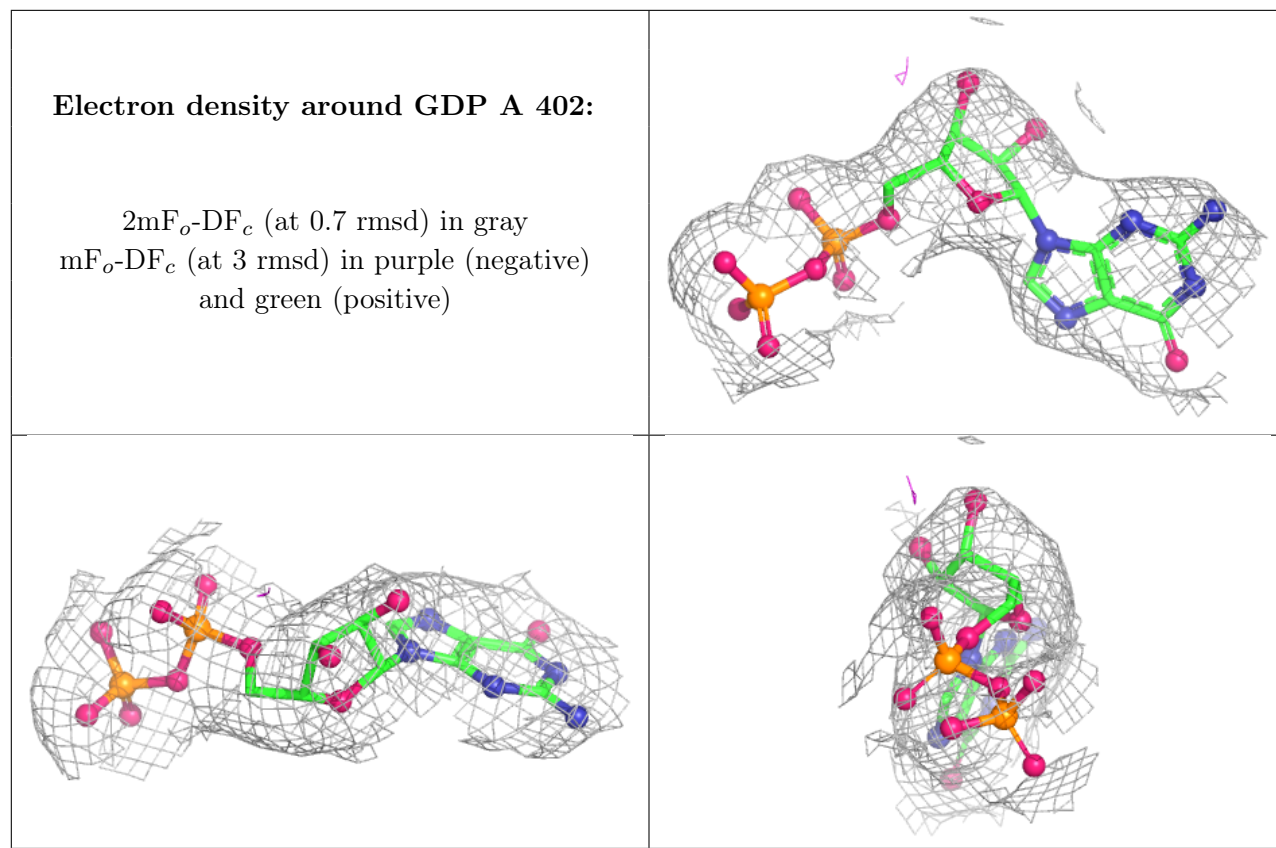 Electron density around GDP A 402:
2mFₒ-DF𝒸 (at 0.7 rmsd) in gray
mFₒ-DF𝒸 (at 3 rmsd) in purple (negative)
and green (positive)